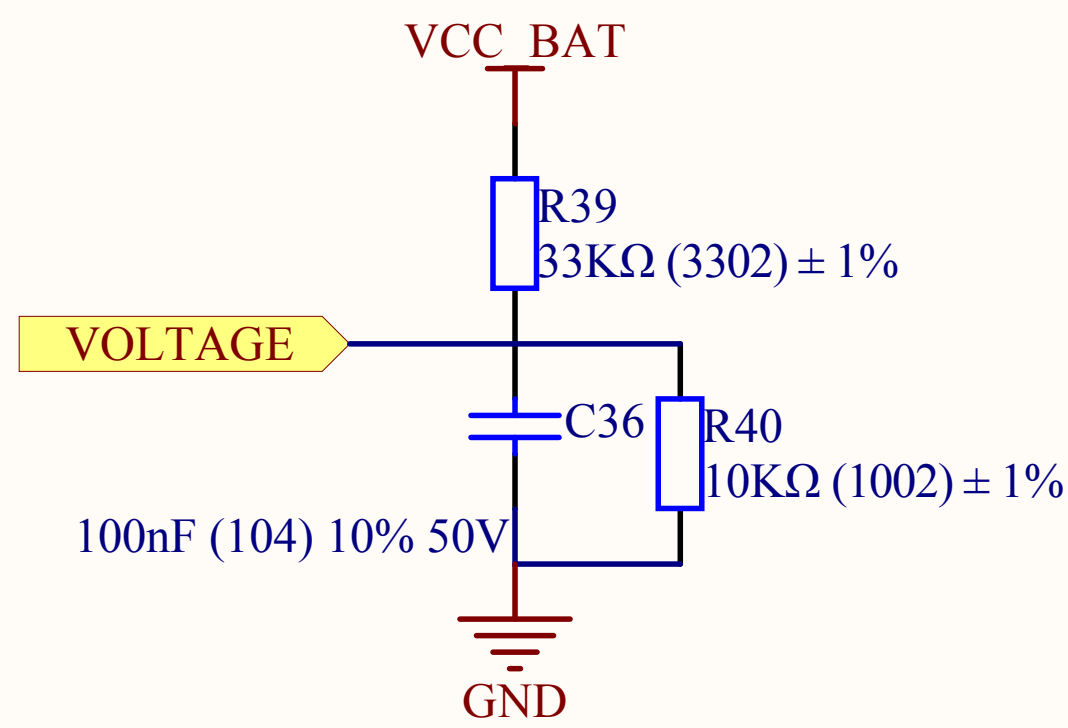 VCC_BAT
R39
33KΩ (3302) ± 1%
VOLTAGE
C36
R40
10KΩ (1002) ± 1%
100nF (104) 10% 50V
GND